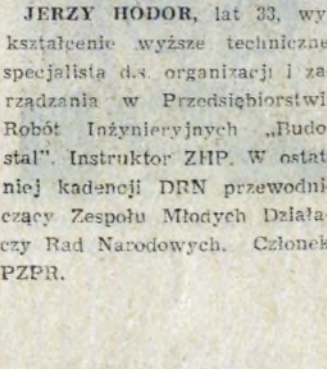 JERZY HODOR, lat 33, wy
kształcenie wyższe techniczne
specjalista d.s. organizacji i za
rządzania w Przedsiębiorstwi
Robót Inżynieryjnych „Budo
stal”. Instruktor ZHP. W ostat
niej kadencji DRN przewodni
czący Zespołu Młodych Działa
czy Rad Narodowych. Członek
PZPR.